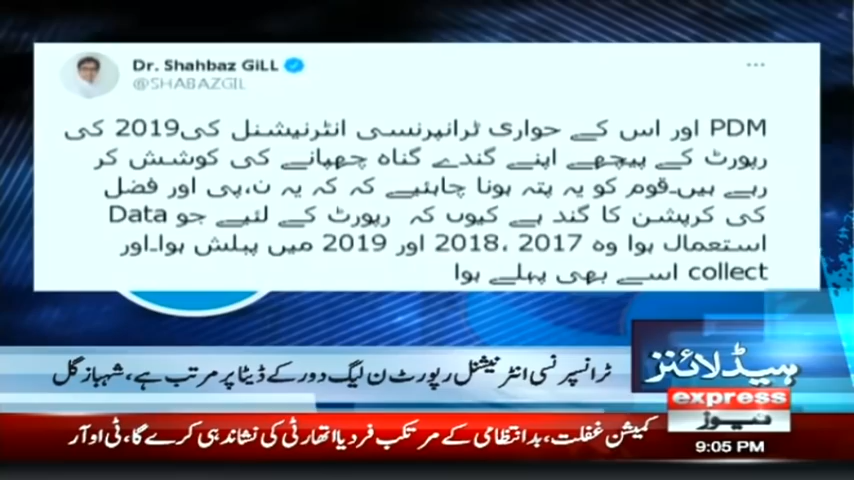 Dr. Shahbaz GiLL
@SHABAZGIL
PDM اور اس کے حواری ٹرانپرنسی انٹرنیشنل کی2019 کی
رپورٹ کے پیچھے اپنے گندے گناہ چھپانے کی کوشش کر
رہے ہیں۔قوم کو یہ پتہ ہونا چاہئیے کہ کہ یہ ن،پی اور فضل
کی کرپشن کا گند ہے کیوں کہ رپورٹ کے لئیے جو Data
استعمال ہوا وہ 2017 ،2018 اور 2019 میں پبلش ہوا۔اور
collect اسے بھی پہلے ہوا
ٹرانسپرنسی انٹرنیشنل رپورٹ ن لیگ دور کے ڈیٹا پر مرتب ہے، شہباز گل
ہیڈلائنز
express
نیوز
کمیشن غفلت، بدانتظامی کے مرتکب فرد یا اتھارٹی کی نشاندہی کرے گا، ٹی او آر
9:05 PM